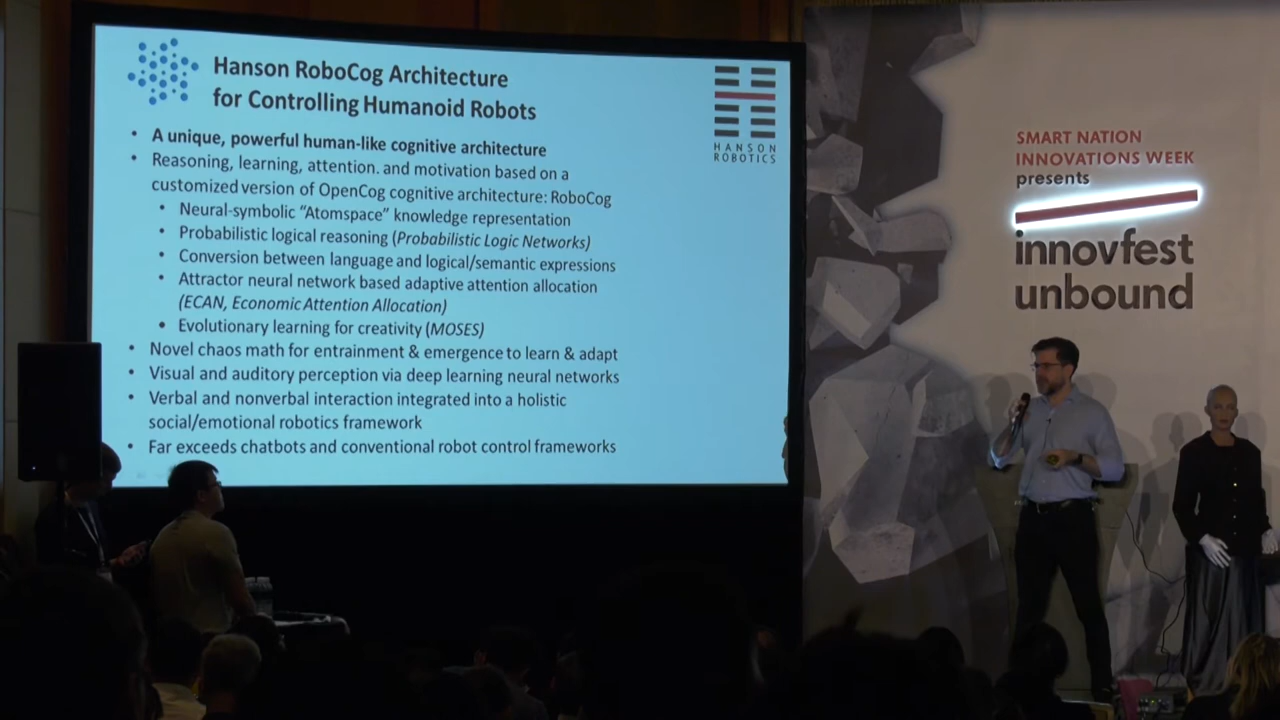 Hanson RoboCog Architecture
for Controlling Humanoid Robots
• A unique, powerful human-like cognitive architecture
• Reasoning, learning, attention. and motivation based on a
customized version of OpenCog cognitive architecture: RoboCog
• Neural-symbolic “Atomspace” knowledge representation
• Probabilistic logical reasoning (Probabilistic Logic Networks)
• Conversion between language and logical/semantic expressions
• Attractor neural network based adaptive attention allocation
(ECAN, Economic Attention Allocation)
• Evolutionary learning for creativity (MOSES)
• Novel chaos math for entrainment & emergence to learn & adapt
• Visual and auditory perception via deep learning neural networks
• Verbal and nonverbal interaction integrated into a holistic
social/emotional robotics framework
• Far exceeds chatbots and conventional robot control frameworks
HANSON
ROBOTICS
SMART NATION
INNOVATIONS WEEK
presents
innovfest
unbound